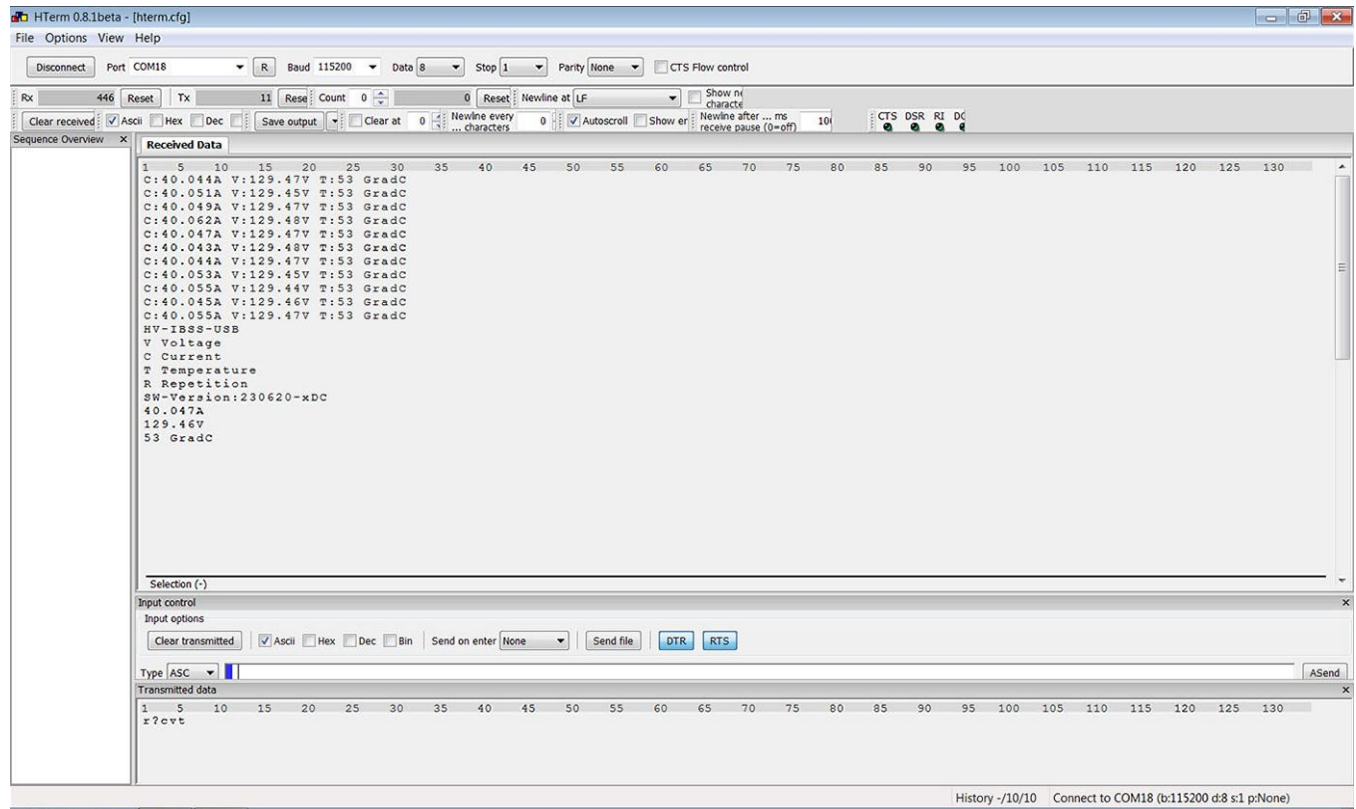 HTerm 0.8.1beta - [hterm.cfg]
File Options View Help
Disconnect Port COM18 R Baud 115200 Data 8 Stop 1 Parity None CTS Flow control
Rx 446 Reset Tx 11 Rese Count 0 0 Reset Newline at LF Show ne
characte
Clear received Ascii Hex Dec Save output Clear at 0 Newline every
... characters 0 Autoscroll Show er Newline after ... ms
receive pause (0=off) 10 CTS DSR RI DC
Sequence Overview x Received Data
1 5 10 15 20 25 30 35 40 45 50 55 60 65 70 75 80 85 90 95 100 105 110 115 120 125 130
C:40.044A V:129.47V T:53 GradC
C:40.051A V:129.45V T:53 GradC
C:40.049A V:129.47V T:53 GradC
C:40.062A V:129.48V T:53 GradC
C:40.047A V:129.47V T:53 GradC
C:40.043A V:129.48V T:53 GradC
C:40.044A V:129.47V T:53 GradC
C:40.053A V:129.45V T:53 GradC
C:40.055A V:129.44V T:53 GradC
C:40.045A V:129.46V T:53 GradC
C:40.055A V:129.47V T:53 GradC
HV-IBSS-USB
V Voltage
C Current
T Temperature
R Repetition
SW-Version:230620-xDC
40.047A
129.46V
53 GradC
Selection (-)
Input control x
Input options
Clear transmitted Ascii Hex Dec Bin Send on enter None Send file DTR RTS
Type ASC ASend
Transmitted data x
1 5 10 15 20 25 30 35 40 45 50 55 60 65 70 75 80 85 90 95 100 105 110 115 120 125 130
r?cvt
History -/10/10 Connect to COM18 (b:115200 d:8 s:1 p:None)